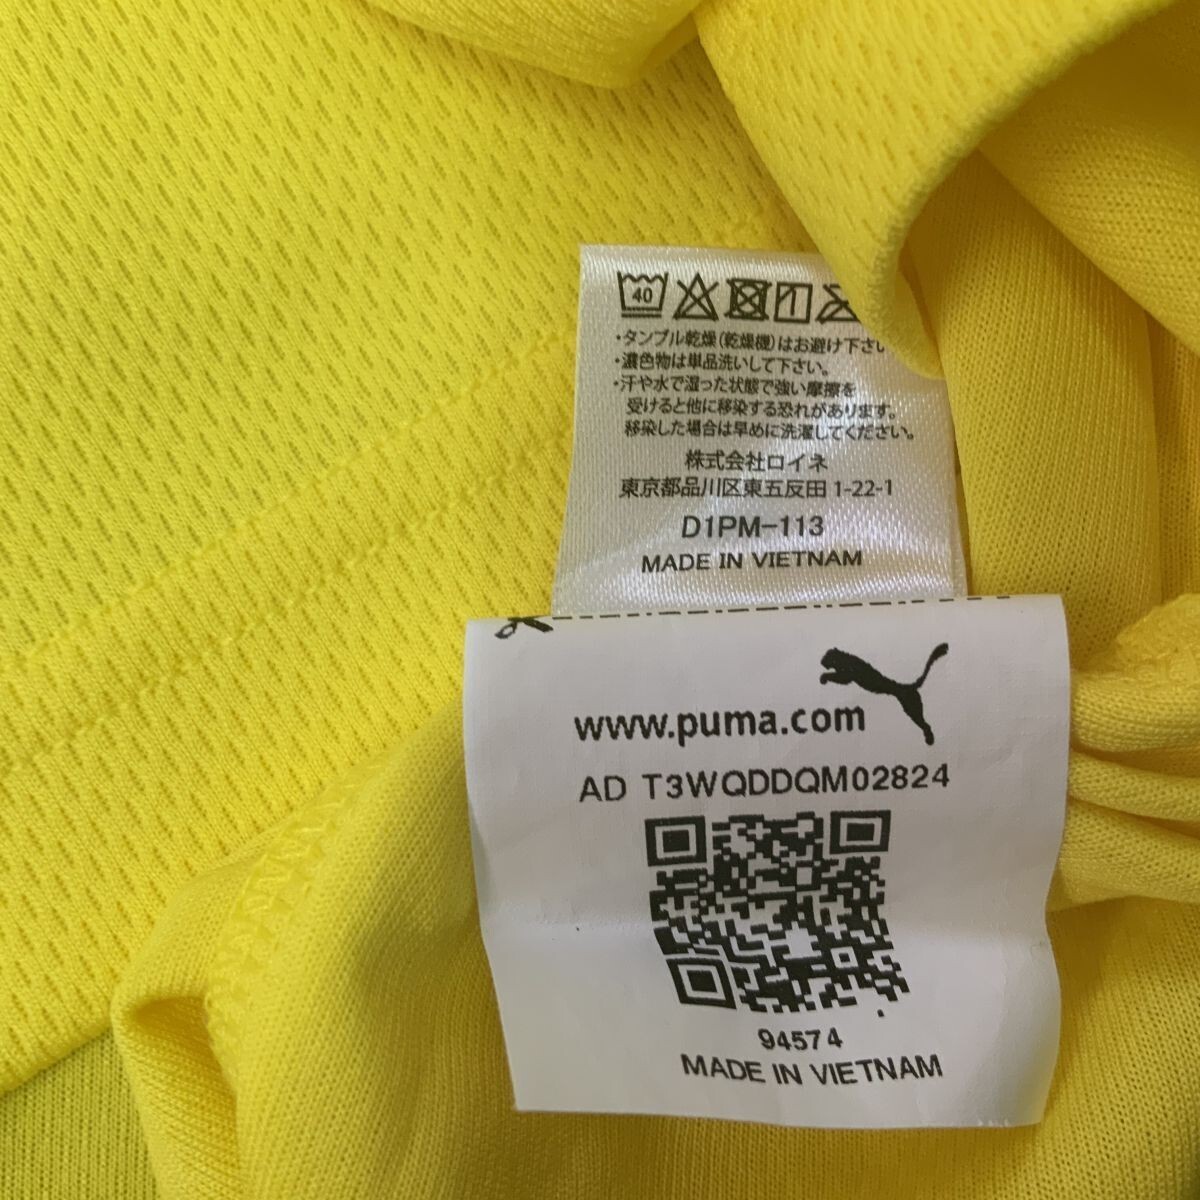 40
・タンブル乾燥(乾燥機)はお避け下さい
・濃色物は単品洗いして下さい。
・汗や水で湿った状態で強い摩擦を
受けると他に移染する恐れがあります。
移染した場合は早めに洗濯してください。
株式会社ロイネ
東京都品川区東五反田1-22-1
D1PM-113
MADE IN VIETNAM
www.puma.com
AD T3WQDDQM02824
94574
MADE IN VIETNAM